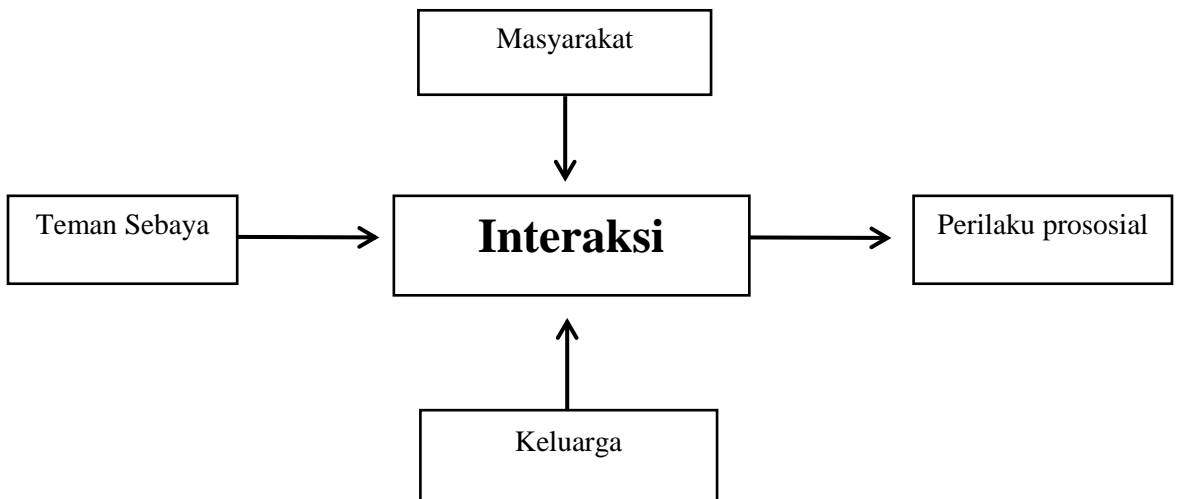 Masyarakat
Teman Sebaya
Interaksi
Perilaku prososial
Keluarga